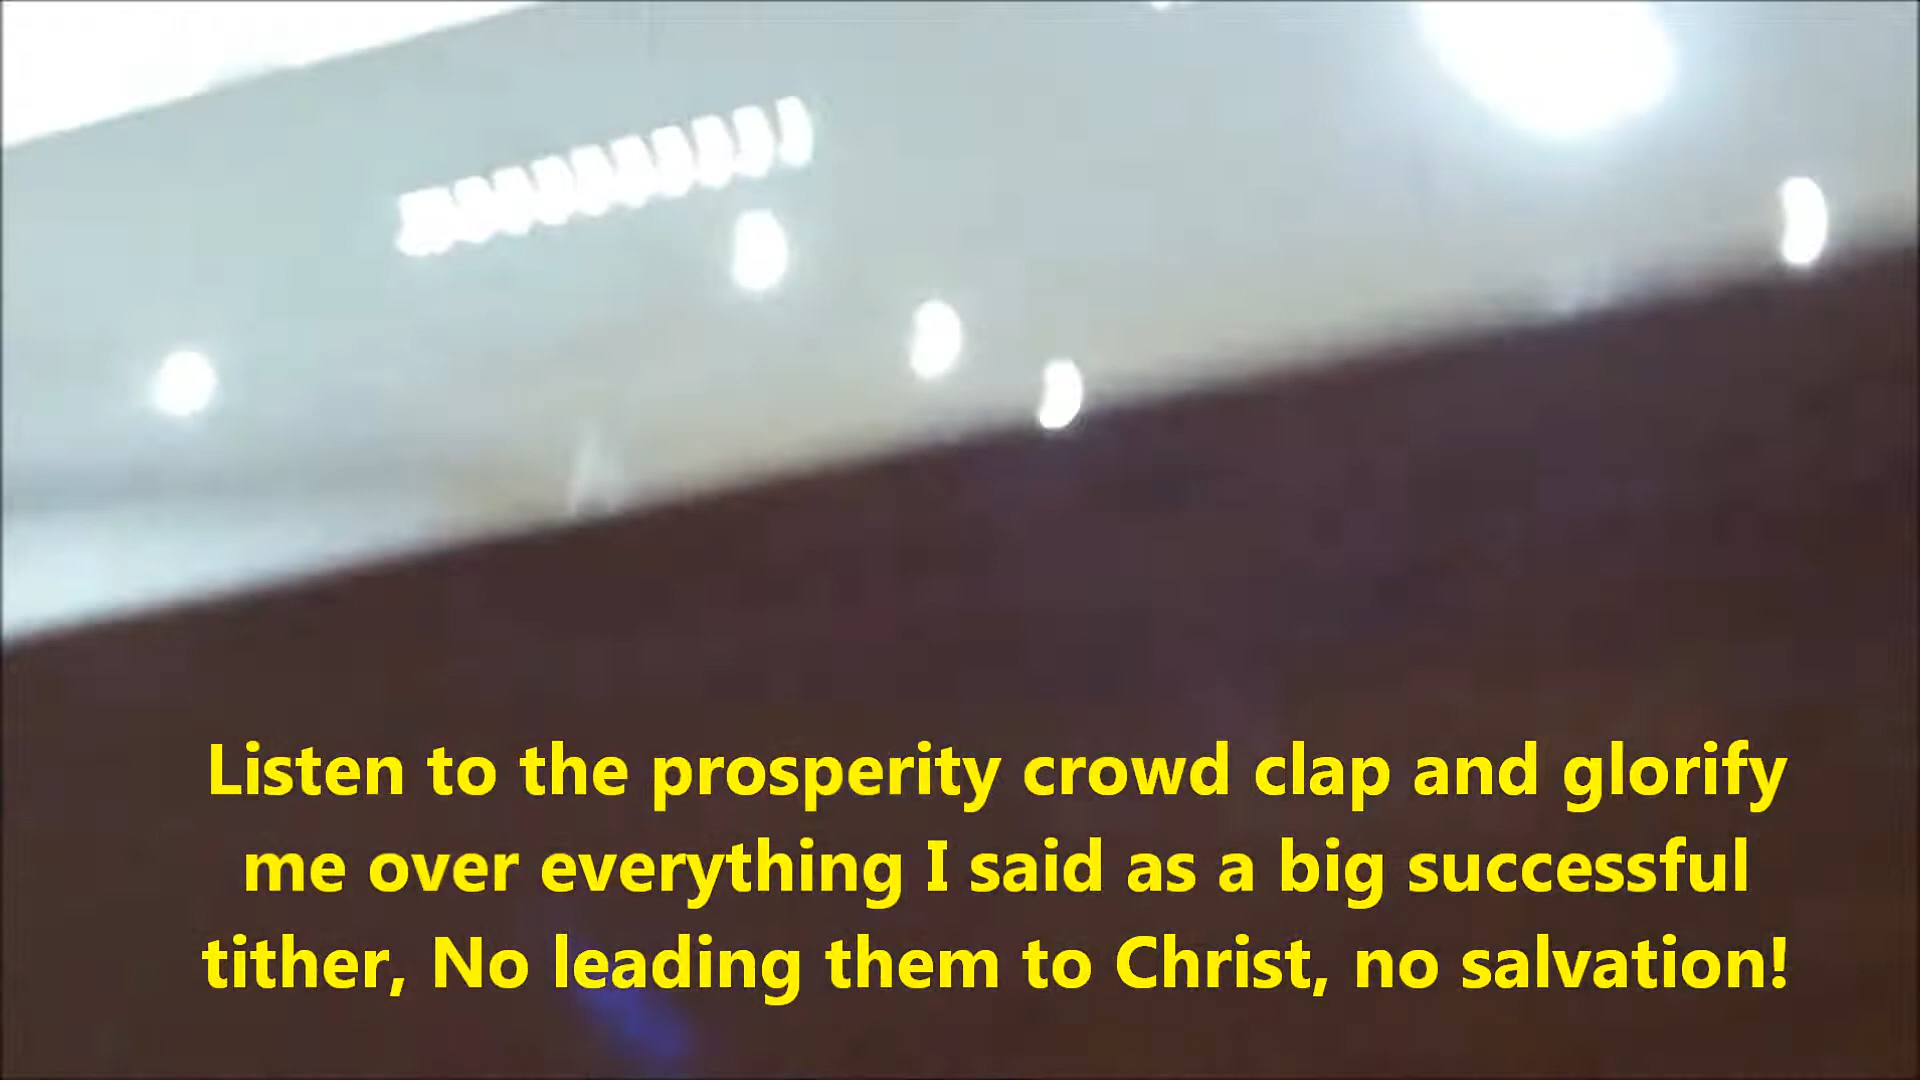 Listen to the prosperity crowd clap and glorify
me over everything I said as a big successful
tither, No leading them to Christ, no salvation!